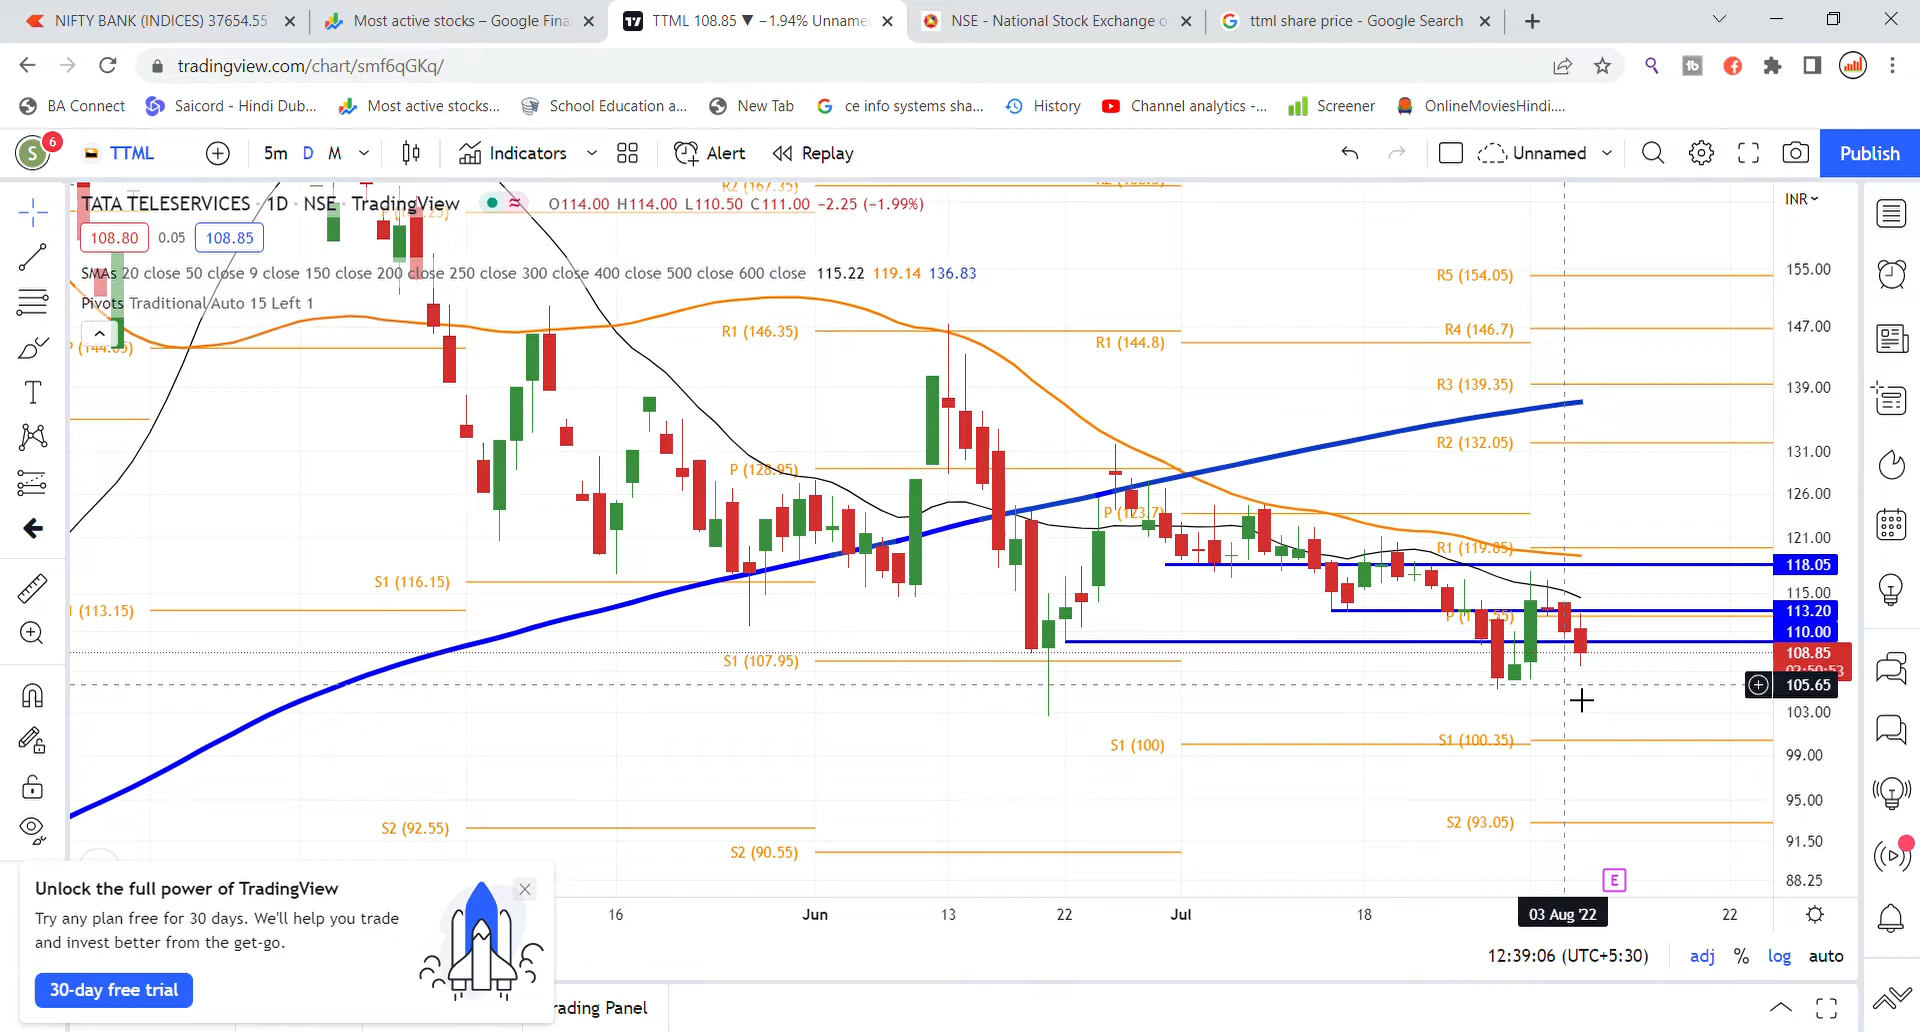 NIFTY BANK (INDICES) 37654.55
Most active stocks – Google Fina
TTML 108.85 ▼ −1.94% Unname
NSE - National Stock Exchange o
ttml share price - Google Search
tradingview.com/chart/smf6qGKq/
BA Connect
Saicord - Hindi Dub...
Most active stocks...
School Education a...
New Tab
ce info systems sha...
History
Channel analytics -...
Screener
OnlineMoviesHindi....
S 6
TTML
5m D M
Indicators
Alert
Replay
Unnamed
Publish
TATA TELESERVICES · 1D · NSE · TradingView
O114.00 H114.00 L110.50 C111.00 −2.25 (−1.99%)
INR
108.80 0.05 108.85
SMAs 20 close 50 close 9 close 150 close 200 close 250 close 300 close 400 close 500 close 600 close 115.22 119.14 136.83
Pivots Traditional Auto 15 Left 1
R2 (167.35)
R5 (154.05)
R4 (146.7)
R1 (146.35)
R1 (144.8)
P (144.05)
R3 (139.35)
R2 (132.05)
P (128.95)
P (123.7)
R1 (119.85)
S1 (116.15)
(113.15)
S1 (107.95)
S1 (100)
S1 (100.35)
S2 (92.55)
S2 (90.55)
S2 (93.05)
155.00
147.00
139.00
131.00
126.00
121.00
118.05
115.00
113.20
110.00
108.85
02:50:53
105.65
103.00
99.00
95.00
91.50
88.25
E
16 Jun 13 22 Jul 18 03 Aug '22 22
Unlock the full power of TradingView
Try any plan free for 30 days. We'll help you trade
and invest better from the get-go.
30-day free trial
12:39:06 (UTC+5:30)
adj % log auto
rading Panel